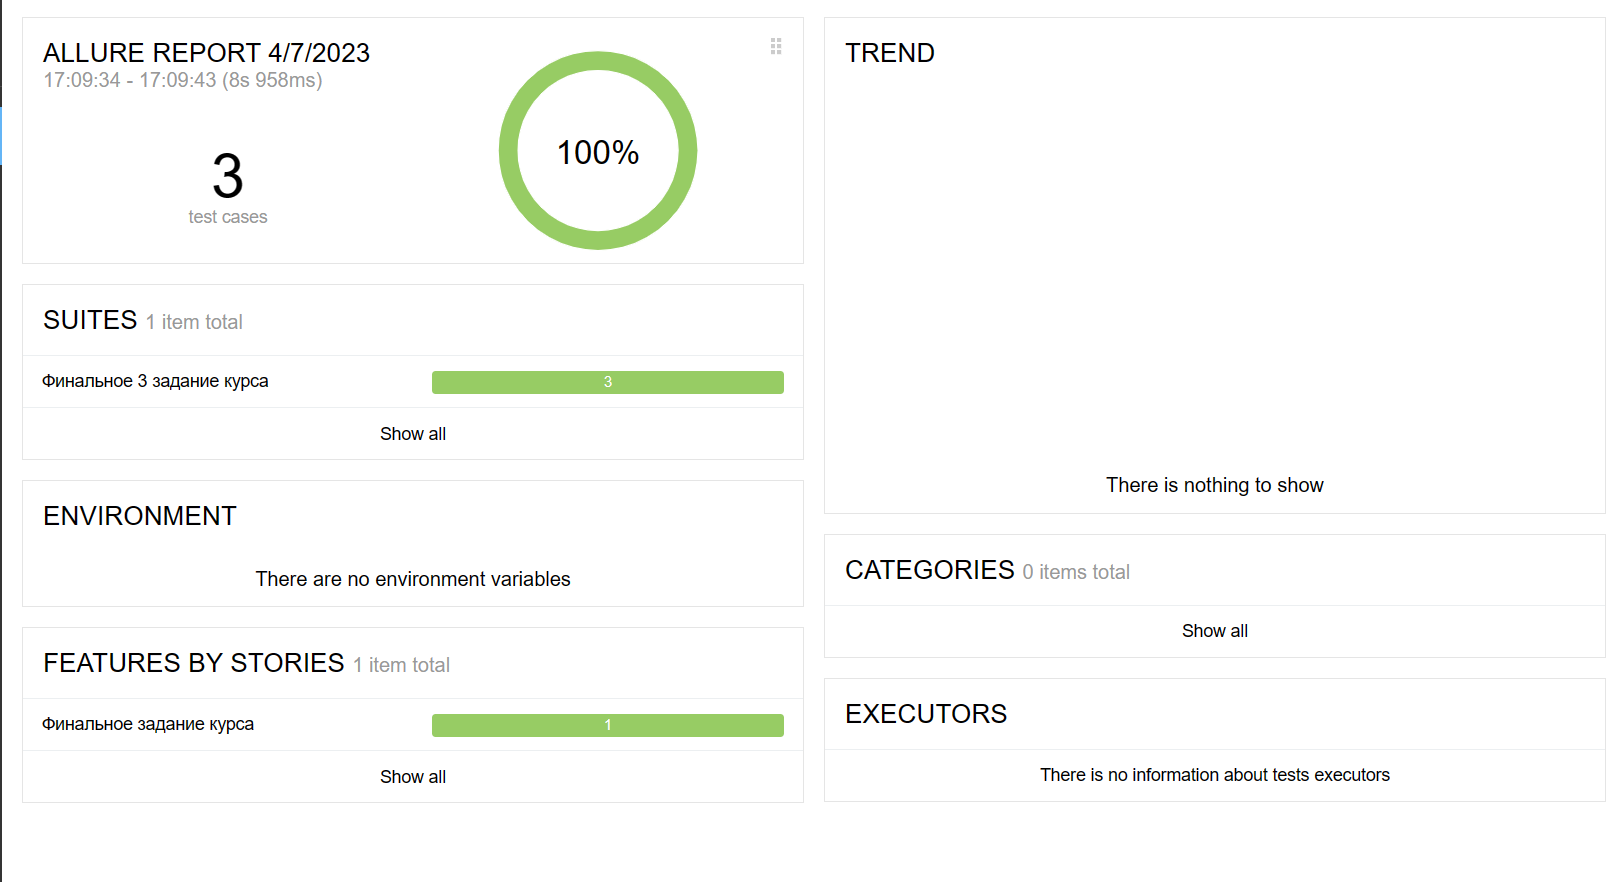 ALLURE REPORT 4/7/2023
17:09:34 - 17:09:43 (8s 958ms)
3
test cases
100%
SUITES 1 item total
Финальное 3 задание курса 3
Show all
ENVIRONMENT
There are no environment variables
FEATURES BY STORIES 1 item total
Финальное задание курса 1
Show all
TREND
There is nothing to show
CATEGORIES 0 items total
Show all
EXECUTORS
There is no information about tests executors